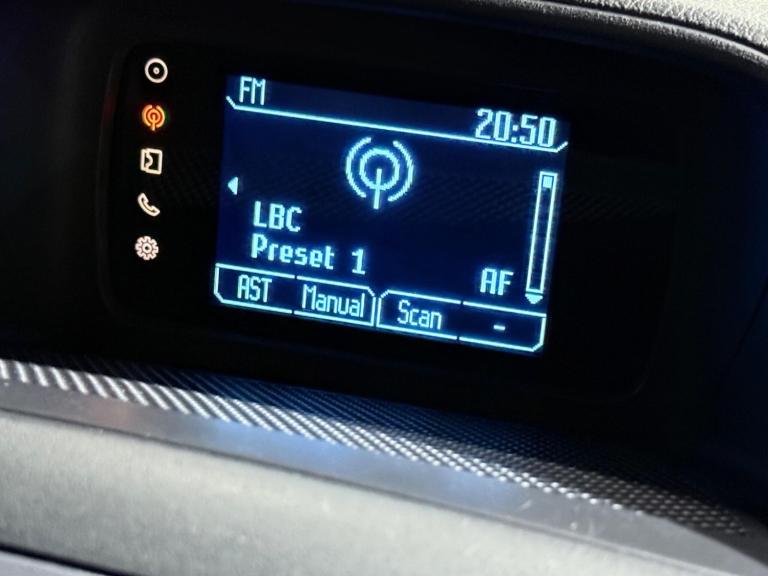 FM
20:50
LBC
Preset 1
AF
AST Manual Scan -